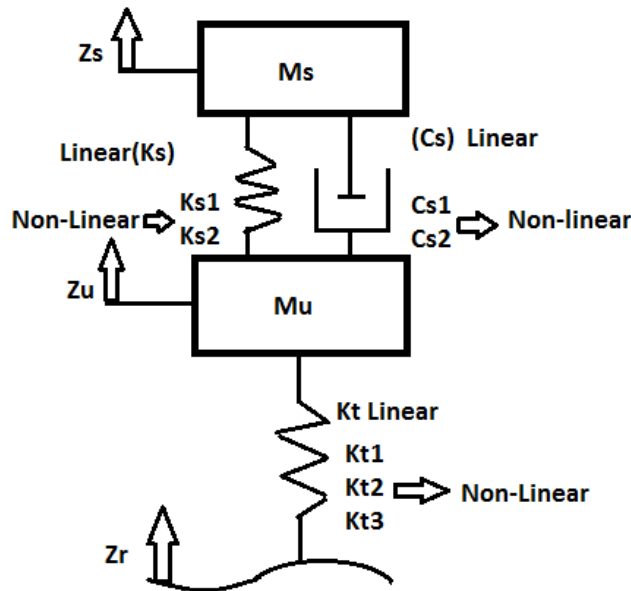 Zs
Ms
Linear(Ks)
(Cs) Linear
Ks1
Cs1
Non-Linear
Non-linear
Ks2
Cs2
Zu
Mu
Kt Linear
Kt1
Kt2
Non-Linear
Kt3
Zr